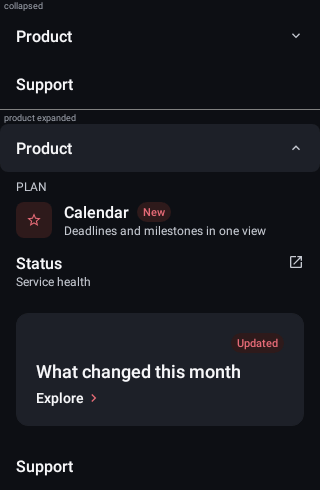 collapsed
Product
Support
product expanded
Product
PLAN
Calendar New
Deadlines and milestones in one view
Status
Service health
Updated
What changed this month
Explore
Support